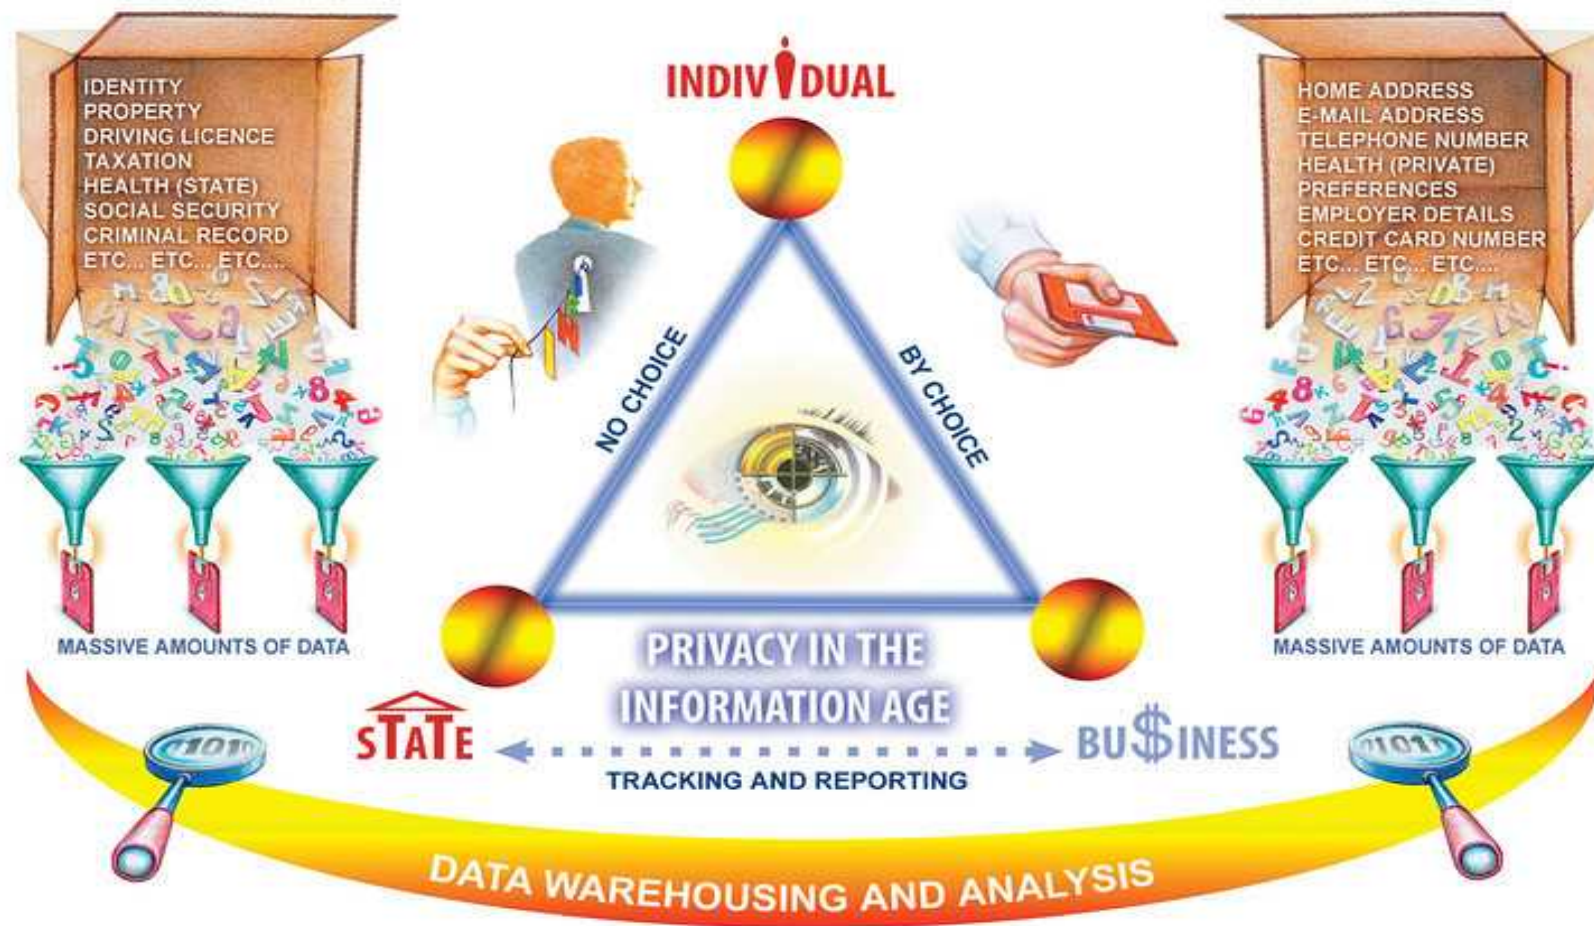 INDIVIDUAL
IDENTITY
PROPERTY
DRIVING LICENCE
TAXATION
HEALTH (STATE)
SOCIAL SECURITY
CRIMINAL RECORD
ETC... ETC... ETC....
HOME ADDRESS
E-MAIL ADDRESS
TELEPHONE NUMBER
HEALTH (PRIVATE)
PREFERENCES
EMPLOYER DETAILS
CREDIT CARD NUMBER
ETC... ETC... ETC....
NO CHOICE
BY CHOICE
MASSIVE AMOUNTS OF DATA
MASSIVE AMOUNTS OF DATA
PRIVACY IN THE
INFORMATION AGE
STATE
BU$INESS
TRACKING AND REPORTING
101
101
DATA WAREHOUSING AND ANALYSIS